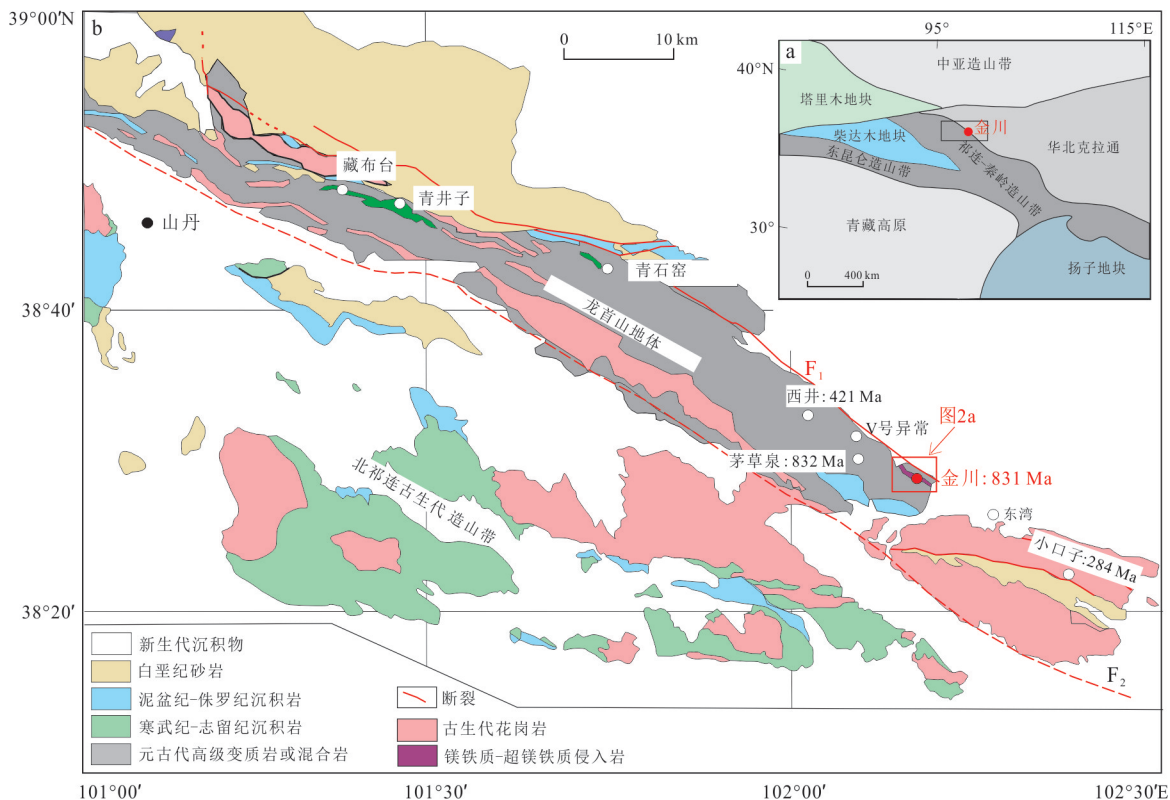 39°00′N
b
0
10 km
a
95°
115°E
40°N
中亚造山带
塔里木地块
金川
柴达木地块
华北克拉通
东昆仑造山带
祁连-秦岭造山带
30°
青藏高原
扬子地块
0
400 km
藏布台
青井子
山丹
青石窑
38°40′
龙首山地体
F1
西井: 421 Ma
图2a
V号异常
茅草泉: 832 Ma
金川: 831 Ma
北祁连古生代 造山带
东湾
小口子:284 Ma
38°20′
F2
新生代沉积物
白垩纪砂岩
泥盆纪-侏罗纪沉积岩
寒武纪-志留纪沉积岩
元古代高级变质岩或混合岩
断裂
古生代花岗岩
镁铁质-超镁铁质侵入岩
101°00′
101°30′
102°00′
102°30′E